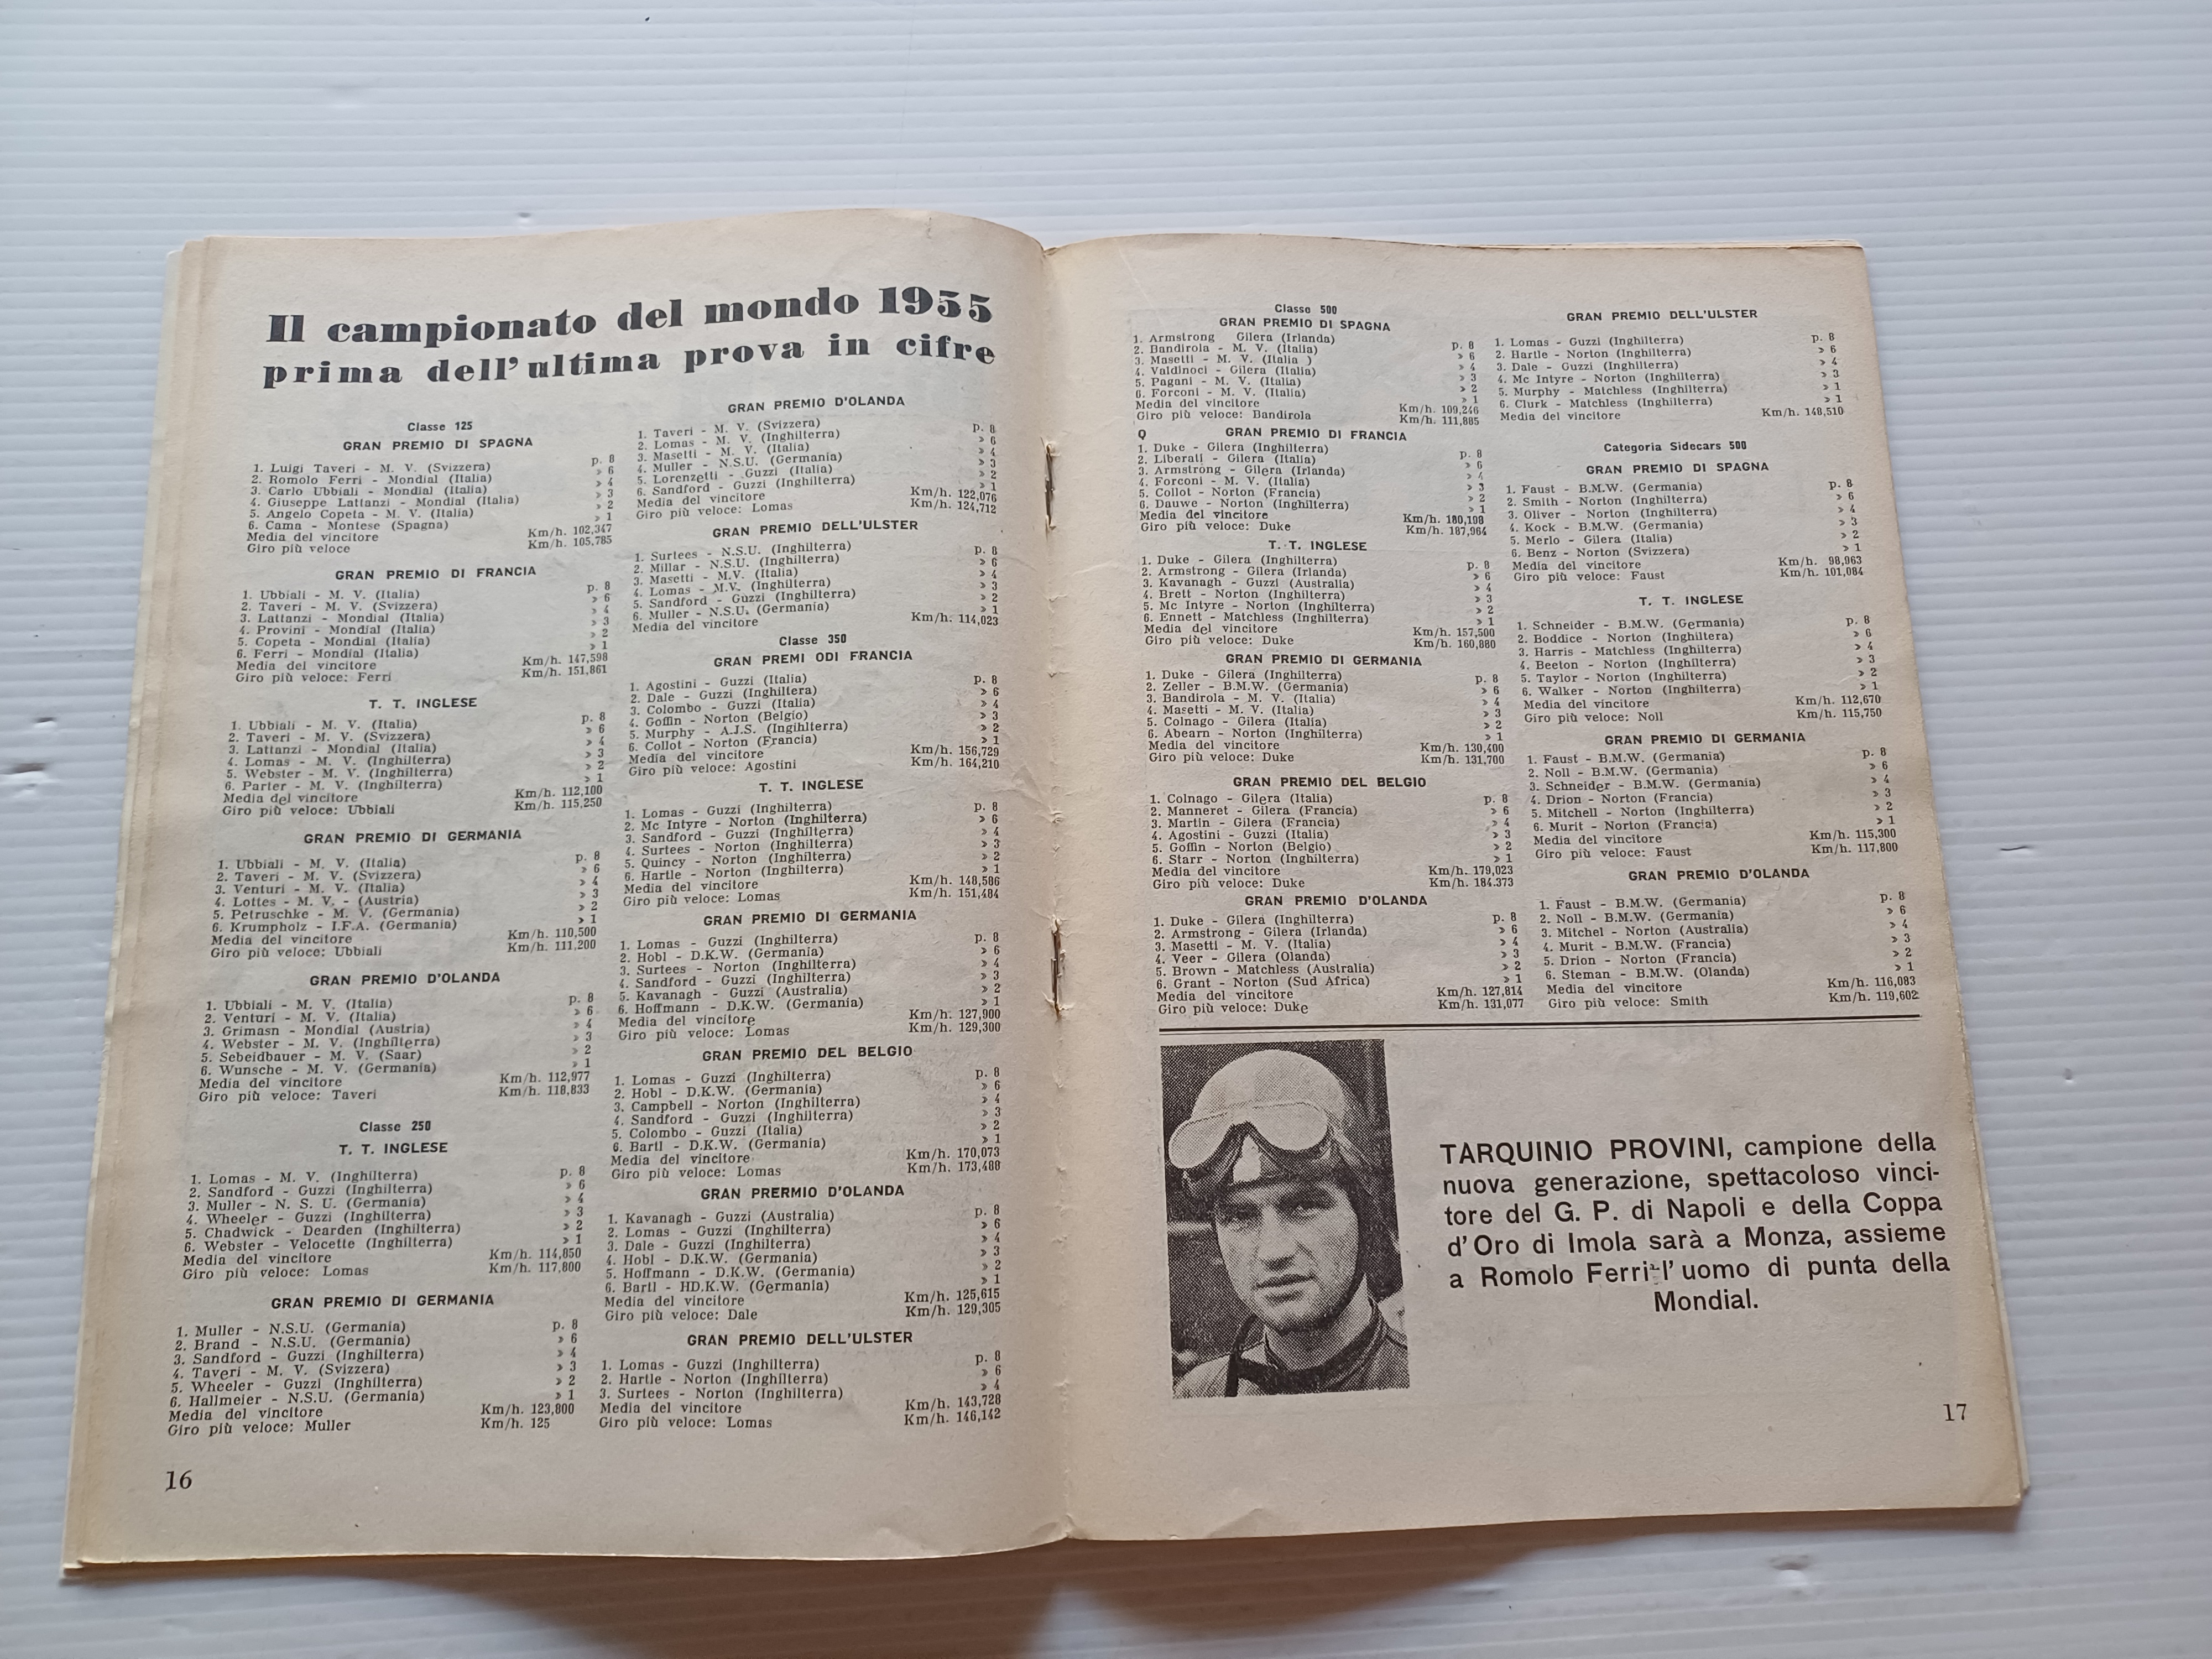 Il campionato del mondo 1955
prima dell'ultima prova in cifre
Classe 125
GRAN PREMIO DI SPAGNA
1. Luigi Taveri - M. V. (Svizzera) p. 8
2. Romolo Ferri - Mondial (Italia) » 6
3. Carlo Ubbiali - Mondial (Italia) » 4
4. Giuseppe Lattanzi - Mondial (Italia) » 3
5. Angelo Copeta - M. V. (Italia) » 2
6. Cama - Montese (Spagna) » 1
Media del vincitore Km/h. 102,347
Giro più veloce Km/h. 105,785
GRAN PREMIO DI FRANCIA
1. Ubbiali - M. V. (Italia) p. 8
2. Taveri - M. V. (Svizzera) » 6
3. Lattanzi - Mondial (Italia) » 4
4. Provini - Mondial (Italia) » 3
5. Copeta - Mondial (Italia) » 2
6. Ferri - Mondial (Italia) » 1
Media del vincitore Km/h. 147,598
Giro più veloce: Ferri Km/h. 151,861
T. T. INGLESE
1. Ubbiali - M. V. (Italia) p. 8
2. Taveri - M. V. (Svizzera) » 6
3. Lattanzi - Mondial (Italia) » 4
4. Lomas - M. V. (Inghilterra) » 3
5. Webster - M. V. (Inghilterra) » 2
6. Parter - M. V. (Inghilterra) » 1
Media del vincitore Km/h. 112,100
Giro più veloce: Ubbiali Km/h. 115,250
GRAN PREMIO DI GERMANIA
1. Ubbiali - M. V. (Italia) p. 8
2. Taveri - M. V. (Svizzera) » 6
3. Venturi - M. V. (Italia) » 4
4. Lottes - M. V. - (Austria) » 3
5. Petruschke - M. V. (Germania) » 2
6. Krumpholz - I.F.A. (Germania) » 1
Media del vincitore Km/h. 110,500
Giro più veloce: Ubbiali Km/h. 111,200
GRAN PREMIO D'OLANDA
1. Ubbiali - M. V. (Italia) p. 8
2. Venturi - M. V. (Italia) » 6
3. Grimasn - Mondial (Austria) » 4
4. Webster - M. V. (Inghilterra) » 3
5. Sebeidbauer - M. V. (Saar) » 2
6. Wunsche - M. V. (Germania) » 1
Media del vincitore Km/h. 112,977
Giro più veloce: Taveri Km/h. 118,833
Classe 250
T. T. INGLESE
1. Lomas - M. V. (Inghilterra) p. 8
2. Sandford - Guzzi (Inghilterra) » 6
3. Muller - N. S. U. (Germania) » 4
4. Wheeler - Guzzi (Inghilterra) » 3
5. Chadwick - Dearden (Inghilterra) » 2
6. Webster - Velocette (Inghilterra) » 1
Media del vincitore Km/h. 114,850
Giro più veloce: Lomas Km/h. 117,800
GRAN PREMIO DI GERMANIA
1. Muller - N.S.U. (Germania) p. 8
2. Brand - N.S.U. (Germania) » 6
3. Sandford - Guzzi (Inghilterra) » 4
4. Taveri - M. V. (Svizzera) » 3
5. Wheeler - Guzzi (Inghilterra) » 2
6. Hallmeier - N.S.U. (Germania) » 1
Media del vincitore Km/h. 123,800
Giro più veloce: Muller Km/h. 125
16
GRAN PREMIO D'OLANDA
1. Taveri - M. V. (Svizzera) p. 8
2. Lomas - M. V. (Inghilterra) » 6
3. Masetti - M. V. (Italia) » 4
4. Muller - N.S.U. (Germania) » 3
5. Lorenzetti - Guzzi (Italia) » 2
6. Sandford - Guzzi (Inghilterra) » 1
Media del vincitore Km/h. 122,076
Giro più veloce: Lomas Km/h. 124,712
GRAN PREMIO DELL'ULSTER
1. Surtees - N.S.U. (Inghilterra) p. 8
2. Millar - N.S.U. (Inghilterra) » 6
3. Masetti - M.V. (Italia) » 4
4. Lomas - M.V. (Inghilterra) » 3
5. Sandford - Guzzi (Inghilterra) » 2
6. Muller - N.S.U. (Germania) » 1
Media del vincitore Km/h. 114,023
Classe 350
GRAN PREMI ODI FRANCIA
1. Agostini - Guzzi (Italia) p. 8
2. Dale - Guzzi (Inghiltera) » 6
3. Colombo - Guzzi (Italia) » 4
4. Goffin - Norton (Belgio) » 3
5. Murphy - A.J.S. (Inghilterra) » 2
6. Collot - Norton (Francia) » 1
Media del vincitore Km/h. 156,729
Giro più veloce: Agostini Km/h. 164,210
T. T. INGLESE
1. Lomas - Guzzi (Inghilterra) p. 8
2. Mc Intyre - Norton (Inghilterra) » 6
3. Sandford - Guzzi (Inghilterra) » 4
4. Surtees - Norton (Inghilterra) » 3
5. Quincy - Norton (Inghilterra) » 2
6. Hartle - Norton (Inghilterra) » 1
Media del vincitore Km/h. 148,586
Giro più veloce: Lomas Km/h. 151,484
GRAN PREMIO DI GERMANIA
1. Lomas - Guzzi (Inghilterra) p. 8
2. Hobl - D.K.W. (Germania) » 6
3. Surtees - Norton (Inghilterra) » 4
4. Sandford - Guzzi (Inghilterra) » 3
5. Kavanagh - Guzzi (Australia) » 2
6. Hoffmann - D.K.W. (Germania) » 1
Media del vincitore Km/h. 127,900
Giro più veloce: Lomas Km/h. 129,300
GRAN PREMIO DEL BELGIO
1. Lomas - Guzzi (Inghilterra) p. 8
2. Hobl - D.K.W. (Germania) » 6
3. Campbell - Norton (Inghilterra) » 4
4. Sandford - Guzzi (Inghilterra) » 3
5. Colombo - Guzzi (Italia) » 2
6. Bartl - D.K.W. (Germania) » 1
Media del vincitore Km/h. 170,073
Giro più veloce: Lomas Km/h. 173,488
GRAN PRERMIO D'OLANDA
1. Kavanagh - Guzzi (Australia) p. 8
2. Lomas - Guzzi (Inghilterra) » 6
3. Dale - Guzzi (Inghilterra) » 4
4. Hobl - D.K.W. (Germania) » 3
5. Hoffmann - D.K.W. (Germania) » 2
6. Bartl - HD.K.W. (Germania) » 1
Media del vincitore Km/h. 125,615
Giro più veloce: Dale Km/h. 129,305
GRAN PREMIO DELL'ULSTER
1. Lomas - Guzzi (Inghilterra) p. 8
2. Hartle - Norton (Inghilterra) » 6
3. Surtees - Norton (Inghilterra) » 4
Media del vincitore Km/h. 143,728
Giro più veloce: Lomas Km/h. 146,142
Classe 500
GRAN PREMIO DI SPAGNA
1. Armstrong Gilera (Irlanda) p. 8
2. Bandirola - M. V. (Italia) » 6
3. Masetti - M. V. (Italia ) » 4
4. Valdinoci - Gilera (Italia) » 3
5. Pagani - M. V. (Italia) » 2
6. Forconi - M. V. (Italia) » 1
Media del vincitore Km/h. 109,246
Giro più veloce: Bandirola Km/h. 111,885
Q GRAN PREMIO DI FRANCIA
1. Duke - Gilera (Inghilterra) p. 8
2. Liberati - Gilera (Italia) » 6
3. Armstrong - Gilera (Irlanda) » 4
4. Forconi - M. V. (Italia) » 3
5. Collot - Norton (Francia) » 2
6. Dauwe - Norton (Inghilterra) » 1
Media del vincitore Km/h. 180,198
Giro più veloce: Duke Km/h. 187,964
T. T. INGLESE
1. Duke - Gilera (Inghilterra) p. 8
2. Armstrong - Gilera (Irlanda) » 6
3. Kavanagh - Guzzi (Australia) » 4
4. Brett - Norton (Inghilterra) » 3
5. Mc Intyre - Norton (Inghilterra) » 2
6. Ennett - Matchless (Inghilterra) » 1
Media del vincitore Km/h. 157,500
Giro più veloce: Duke Km/h. 160,880
GRAN PREMIO DI GERMANIA
1. Duke - Gilera (Inghilterra) p. 8
2. Zeller - B.M.W. (Germania) » 6
3. Bandirola - M. V. (Italia) » 4
4. Masetti - M. V. (Italia) » 3
5. Colnago - Gilera (Italia) » 2
6. Abearn - Norton (Inghilterra) » 1
Media del vincitore Km/h. 130,400
Giro più veloce: Duke Km/h. 131,700
GRAN PREMIO DEL BELGIO
1. Colnago - Gilera (Italia) p. 8
2. Manneret - Gilera (Francia) » 6
3. Martin - Gilera (Francia) » 4
4. Agostini - Guzzi (Italia) » 3
5. Goffin - Norton (Belgio) » 2
6. Starr - Norton (Inghilterra) » 1
Media del vincitore Km/h. 179,023
Giro più veloce: Duke Km/h. 184.373
GRAN PREMIO D'OLANDA
1. Duke - Gilera (Inghilterra) p. 8
2. Armstrong - Gilera (Irlanda) » 6
3. Masetti - M. V. (Italia) » 4
4. Veer - Gilera (Olanda) » 3
5. Brown - Matchless (Australia) » 2
6. Grant - Norton (Sud Africa) » 1
Media del vincitore Km/h. 127,814
Giro più veloce: Duke Km/h. 131,077
GRAN PREMIO DELL'ULSTER
1. Lomas - Guzzi (Inghilterra) p. 8
2. Hartle - Norton (Inghilterra) » 6
3. Dale - Guzzi (Inghilterra) » 4
4. Mc Intyre - Norton (Inghilterra) » 3
5. Murphy - Matchless (Inghilterra) » 1
6. Clurk - Matchless (Inghilterra) » 1
Media del vincitore Km/h. 148,510
Categoria Sidecars 500
GRAN PREMIO DI SPAGNA
1. Faust - B.M.W. (Germania) p. 8
2. Smith - Norton (Inghilterra) » 6
3. Oliver - Norton (Inghilterra) » 4
4. Kock - B.M.W. (Germania) » 3
5. Merlo - Gilera (Italia) » 2
6. Benz - Norton (Svizzera) » 1
Media del vincitore Km/h. 98,963
Giro più veloce: Faust Km/h. 101,084
T. T. INGLESE
1. Schneider - B.M.W. (Germania) p. 8
2. Boddice - Norton (Inghiltera) » 6
3. Harris - Matchless (Inghilterra) » 4
4. Beeton - Norton (Inghilterra) » 3
5. Taylor - Norton (Inghilterra) » 2
6. Walker - Norton (Inghilterra) » 1
Media del vincitore Km/h. 112,670
Giro più veloce: Noll Km/h. 115,750
GRAN PREMIO DI GERMANIA
1. Faust - B.M.W. (Germania) p. 8
2. Noll - B.M.W. (Germania) » 6
3. Schneider - B.M.W. (Germania) » 4
4. Drion - Norton (Francia) » 3
5. Mitchell - Norton (Inghilterra) » 2
6. Murit - Norton (Francia) » 1
Media del vincitore Km/h. 115,300
Giro più veloce: Faust Km/h. 117,800
GRAN PREMIO D'OLANDA
1. Faust - B.M.W. (Germania) p. 8
2. Noll - B.M.W. (Germania) » 6
3. Mitchel - Norton (Australia) » 4
4. Murit - B.M.W. (Francia) » 3
5. Drion - Norton (Francia) » 2
6. Steman - B.M.W. (Olanda) » 1
Media del vincitore Km/h. 116,083
Giro più veloce: Smith Km/h. 119,602
TARQUINIO PROVINI, campione della
nuova generazione, spettacoloso vinci-
tore del G. P. di Napoli e della Coppa
d'Oro di Imola sarà a Monza, assieme
a Romolo Ferri l'uomo di punta della
Mondial.
17